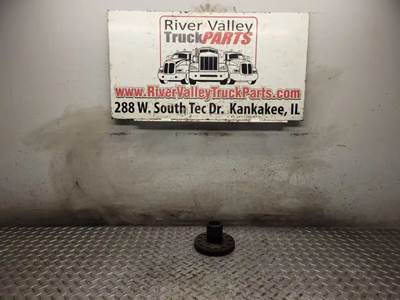 River Valley
TruckPARTS
www.RiverValleyTruckParts.com
288 W. South Tec Dr. Kankakee, IL